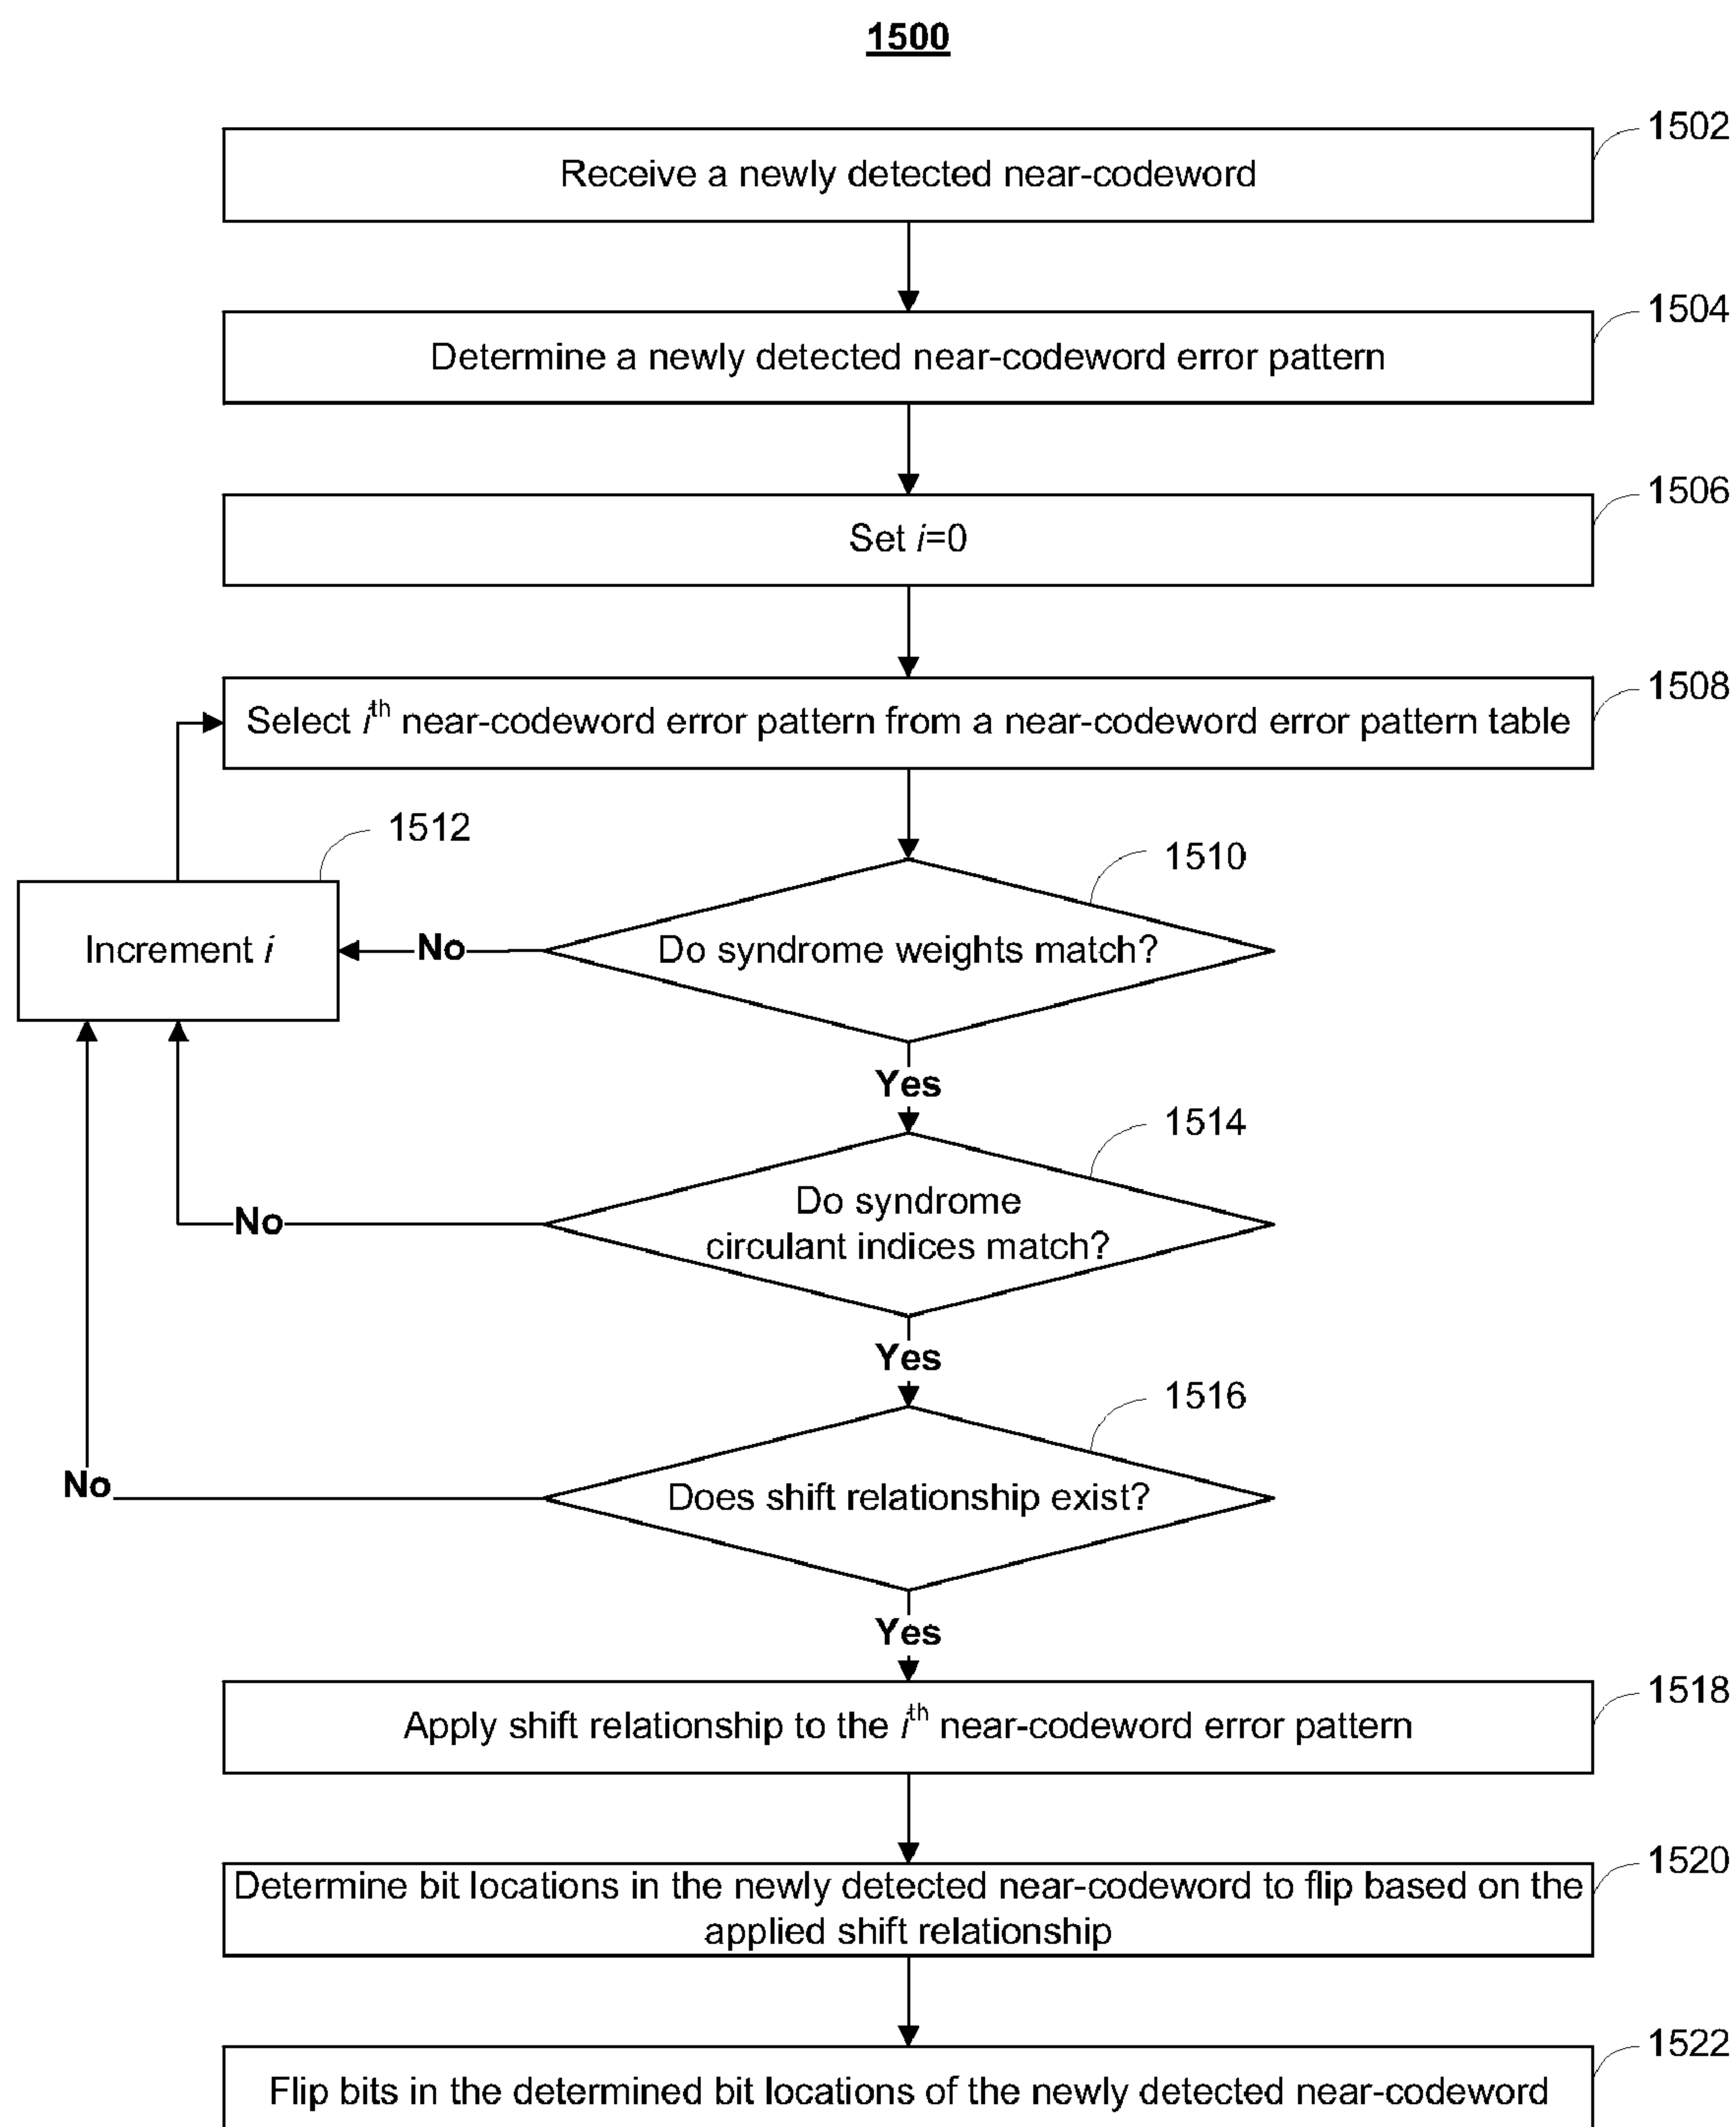 1500
1502
Receive a newly detected near-codeword
1504
Determine a newly detected near-codeword error pattern
1506
Set i=0
1508
Select ith near-codeword error pattern from a near-codeword error pattern table
1512
1510
Increment i
No
Do syndrome weights match?
Yes
1514
Do syndrome
circulant indices match?
No
Yes
1516
No
Does shift relationship exist?
Yes
1518
Apply shift relationship to the ith near-codeword error pattern
1520
Determine bit locations in the newly detected near-codeword to flip based on the
applied shift relationship
1522
Flip bits in the determined bit locations of the newly detected near-codeword